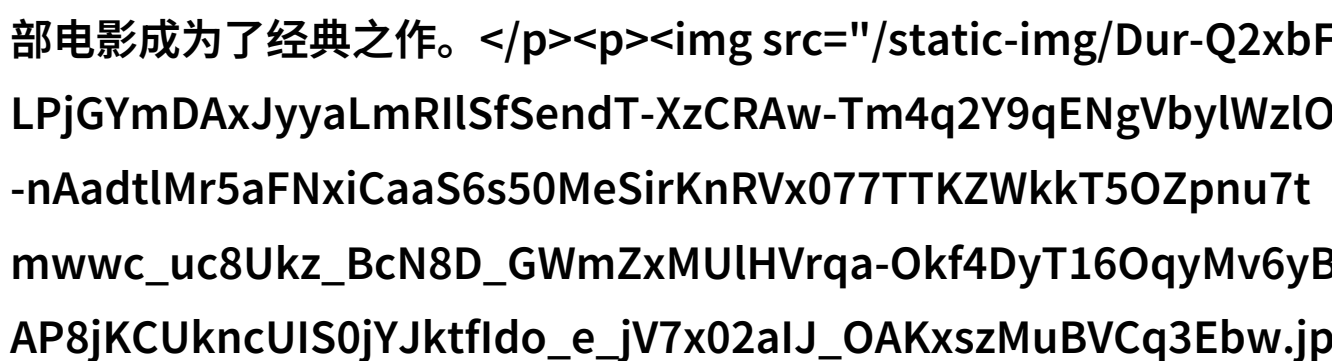 部电影成为了经典之作。</p><p><img src="/static-img/Dur-Q2xbF
LPjGYmDAxJyyaLmRIlSfSendT-XzCRAw-Tm4q2Y9qENgVbylWzlO
-nAadtlMr5aFNxiCaaS6s50MeSirKnRVx077TTKZWkkT5OZpnu7t
mwwc_uc8Ukz_BcN8D_GWmZxMUlHVrqa-Okf4DyT16OqyMv6yB
AP8jKCUkncUIS0jYJktfIdo_e_jV7x02aIJ_OAKxszMuBVCq3Ebw.jp